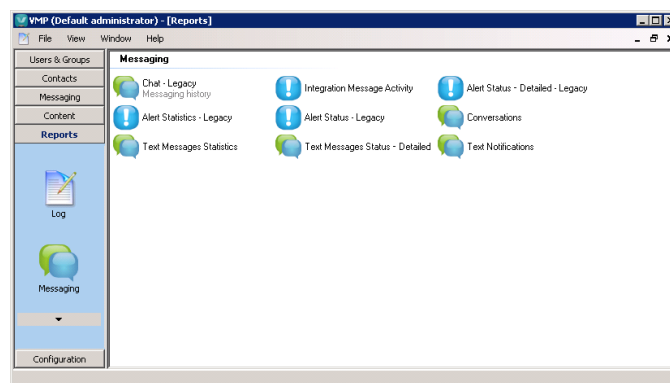 VMP (Default administrator) - [Reports]
File View Window Help
Users & Groups
Contacts
Messaging
Content
Reports
Log
Messaging
Configuration
Messaging
Chat - Legacy
Messaging history
Integration Message Activity
Alert Status - Detailed - Legacy
Alert Statistics - Legacy
Alert Status - Legacy
Conversations
Text Messages Statistics
Text Messages Status - Detailed
Text Notifications